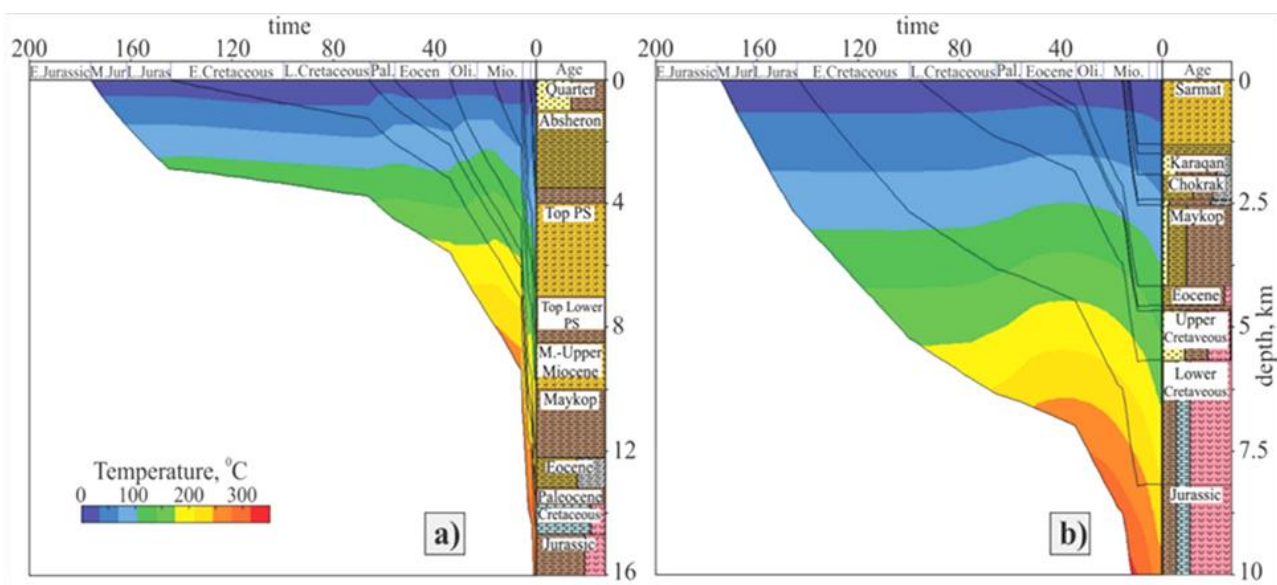 time
200 160 120 80 40 0
E.Jurassic M.Jur L.Juras E.Cretaceous L.Cretaceous Pal. Eocen Oli. Mio. Age
0
Quarter
Absheron
4
Top PS
Top Lower
PS
8
M.-Upper
Miocene
Maykop
12
Eocene
Paleocene
Cretaceous
Jurassic
16
Temperature, ⁰C
0 100 200 300
a)
time
200 160 120 80 40 0
E.Jurassic M.Jur L.Juras E.Cretaceous L.Cretaceous Pal. Eocene Oli. Mio. Age
0
Sarmat
Karaqan
Chokrak
2.5
Maykop
Eocene
Upper
Cretaceous
5
Lower
Cretaveous
7.5
Jurassic
10
depth, km
b)